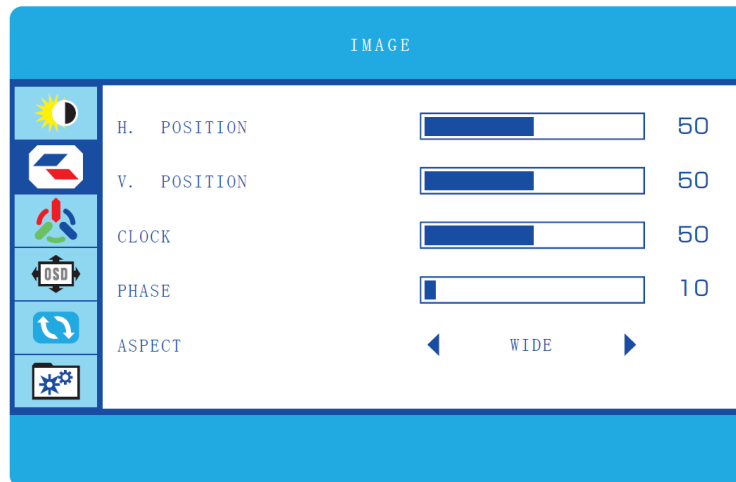 IMAGE
H. POSITION 50
V. POSITION 50
CLOCK 50
PHASE 10
OSD
ASPECT WIDE